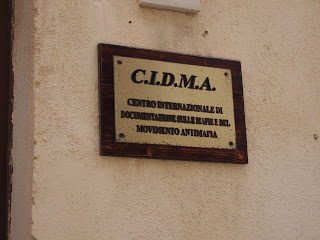 C.I.D.M.A.
CENTRO INTERNAZIONALE DI
DOCUMENTAZIONE SULLE MAFIE E DEL
MOVIMENTO ANTIMAFIA